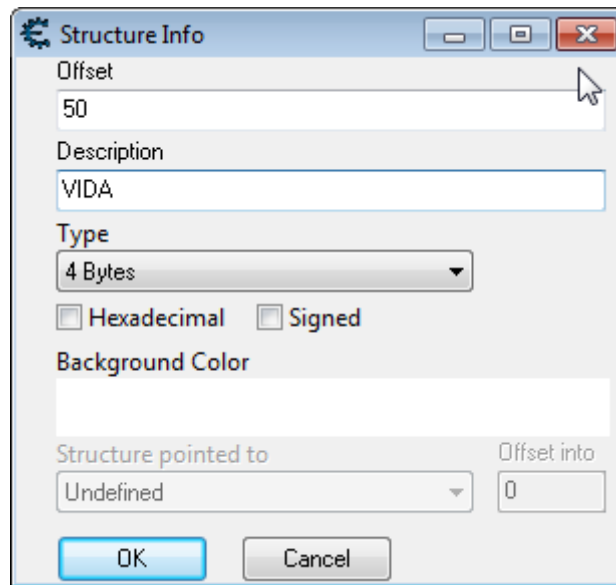 Structure Info
Offset
50
Description
VIDA
Type
4 Bytes
Hexadecimal Signed
Background Color
Structure pointed to Offset into
Undefined 0
OK Cancel